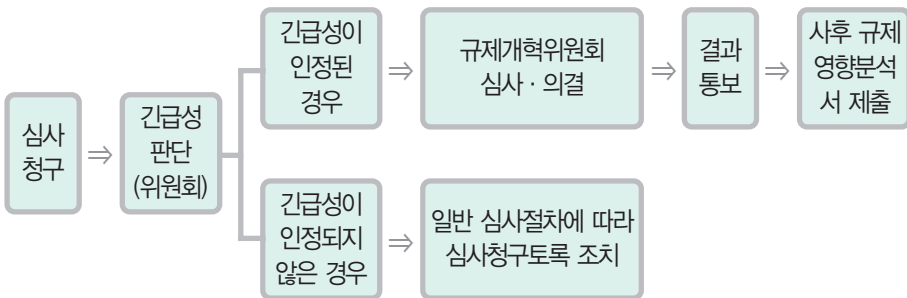 심사
청구
⇒
긴급성
판단
(위원회)
긴급성이
인정된
경우
⇒
규제개혁위원회
심사 · 의결
⇒
결과
통보
⇒
사후 규제
영향분석
서 제출
긴급성이
인정되지
않은 경우
⇒
일반 심사절차에 따라
심사청구토록 조치